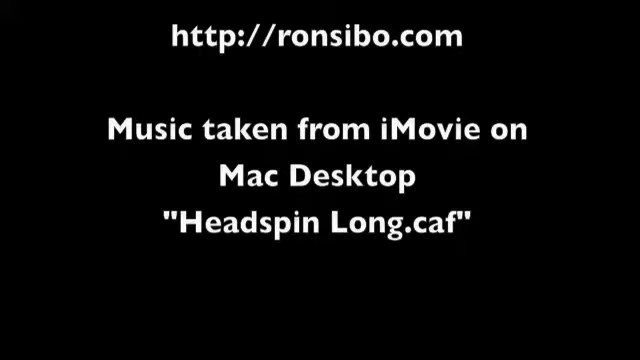 http://ronsibo.com
Music taken from iMovie on
Mac Desktop
"Headspin Long.caf"